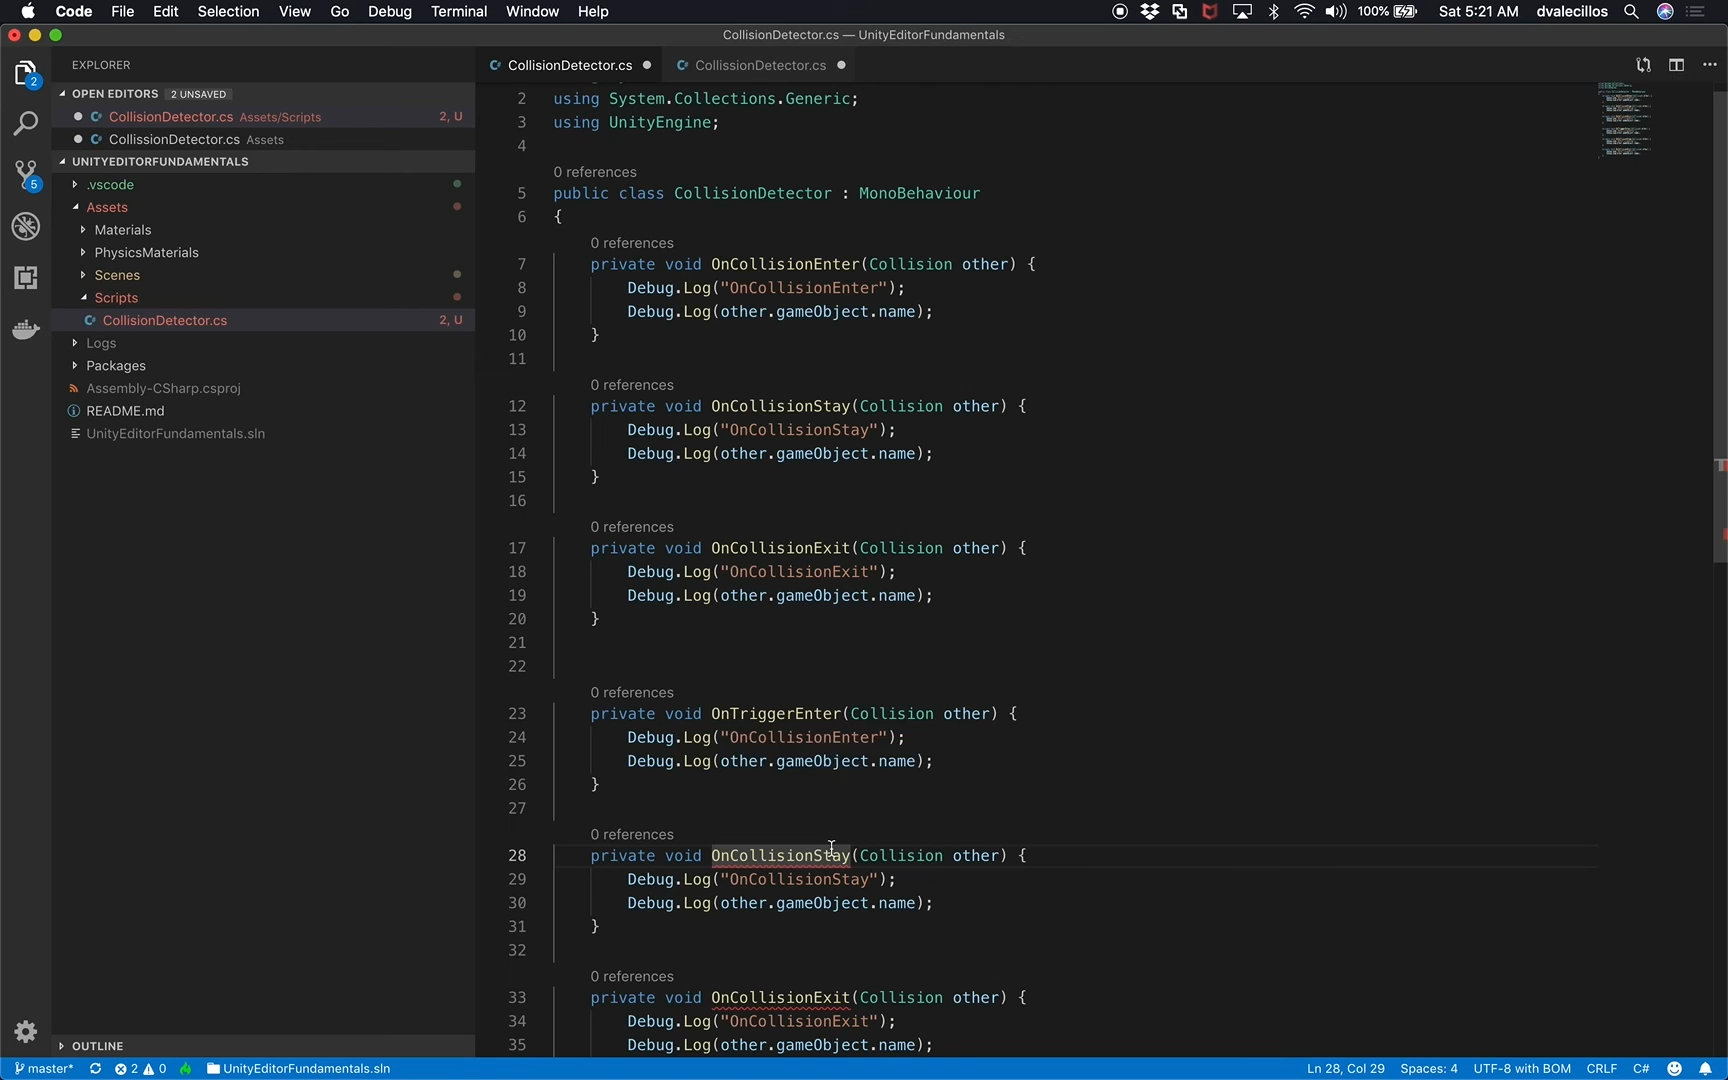 Code File Edit Selection View Go Debug Terminal Window Help 100% Sat 5:21 AM dvalecillos
CollisionDetector.cs — UnityEditorFundamentals
EXPLORER
CollisionDetector.cs
CollissionDetector.cs
OPEN EDITORS 2 UNSAVED
CollisionDetector.cs Assets/Scripts 2, U
CollissionDetector.cs Assets
UNITYEDITORFUNDAMENTALS
.vscode
Assets
Materials
PhysicsMaterials
Scenes
Scripts
CollisionDetector.cs 2, U
Logs
Packages
Assembly-CSharp.csproj
README.md
UnityEditorFundamentals.sln
OUTLINE
2
5
2 using System.Collections.Generic;
3 using UnityEngine;
4
0 references
5 public class CollisionDetector : MonoBehaviour
6 {
0 references
7 private void OnCollisionEnter(Collision other) {
8 Debug.Log("OnCollisionEnter");
9 Debug.Log(other.gameObject.name);
10 }
11
0 references
12 private void OnCollisionStay(Collision other) {
13 Debug.Log("OnCollisionStay");
14 Debug.Log(other.gameObject.name);
15 }
16
0 references
17 private void OnCollisionExit(Collision other) {
18 Debug.Log("OnCollisionExit");
19 Debug.Log(other.gameObject.name);
20 }
21
22
0 references
23 private void OnTriggerEnter(Collision other) {
24 Debug.Log("OnCollisionEnter");
25 Debug.Log(other.gameObject.name);
26 }
27
0 references
28 private void OnCollisionStay(Collision other) {
29 Debug.Log("OnCollisionStay");
30 Debug.Log(other.gameObject.name);
31 }
32
0 references
33 private void OnCollisionExit(Collision other) {
34 Debug.Log("OnCollisionExit");
35 Debug.Log(other.gameObject.name);
master* 2 0 UnityEditorFundamentals.sln Ln 28, Col 29 Spaces: 4 UTF-8 with BOM CRLF C#